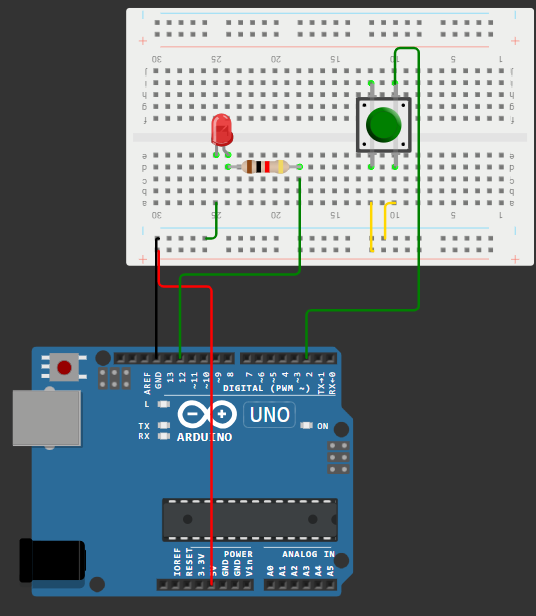 30 25 20 15 10 5 1
j
i
h
g
f
e
d
c
b
a
30 25 20 15 10 5 1
AREF
GND
13
12
~11
~10
~9
8
7
~6
~5
4
~3
2
TX→1
RX←0
DIGITAL (PWM ~)
L
TX
RX
UNO
ON
ARDUINO
IOREF
RESET
3.3V
5V
GND
GND
Vin
POWER
ANALOG IN
A0
A1
A2
A3
A4
A5